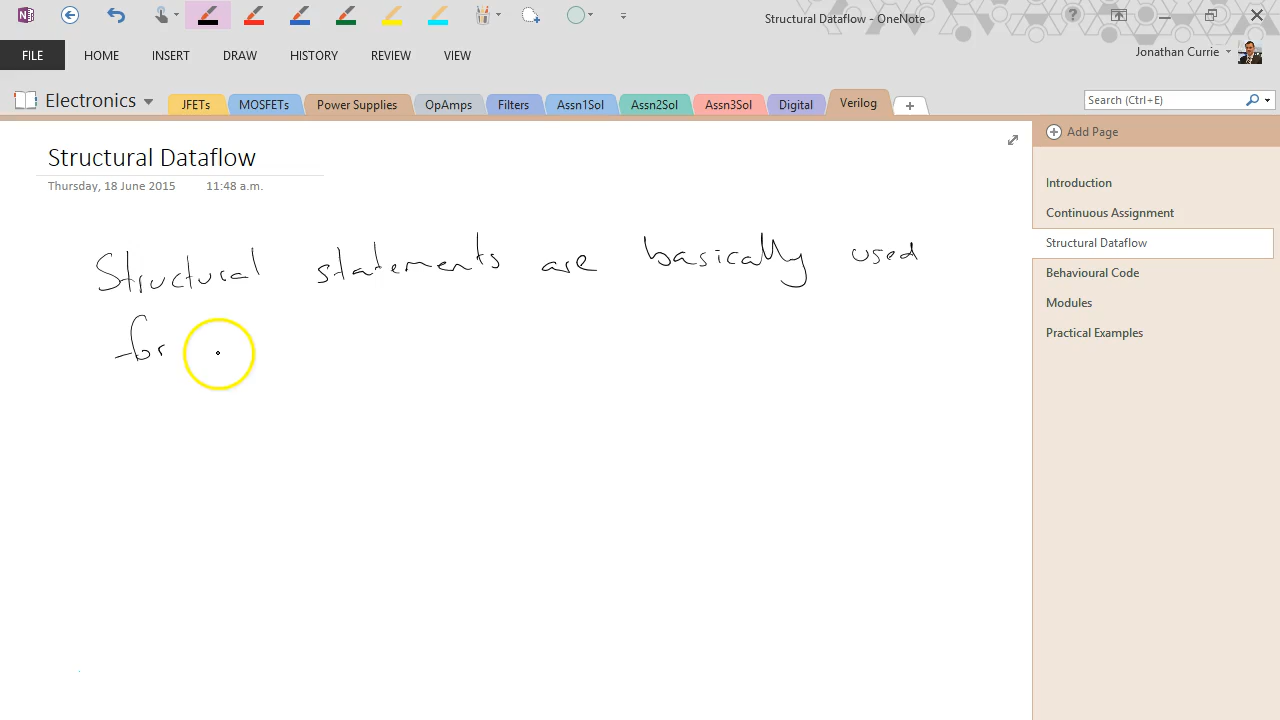 Structural Dataflow - OneNote
?
FILE
HOME
INSERT
DRAW
HISTORY
REVIEW
VIEW
Jonathan Currie
Electronics
JFETs
MOSFETs
Power Supplies
OpAmps
Filters
Assn1Sol
Assn2Sol
Assn3Sol
Digital
Verilog
Search (Ctrl+E)
Structural Dataflow
Thursday, 18 June 2015 11:48 a.m.
Structural statements are basically used
for
Add Page
Introduction
Continuous Assignment
Structural Dataflow
Behavioural Code
Modules
Practical Examples